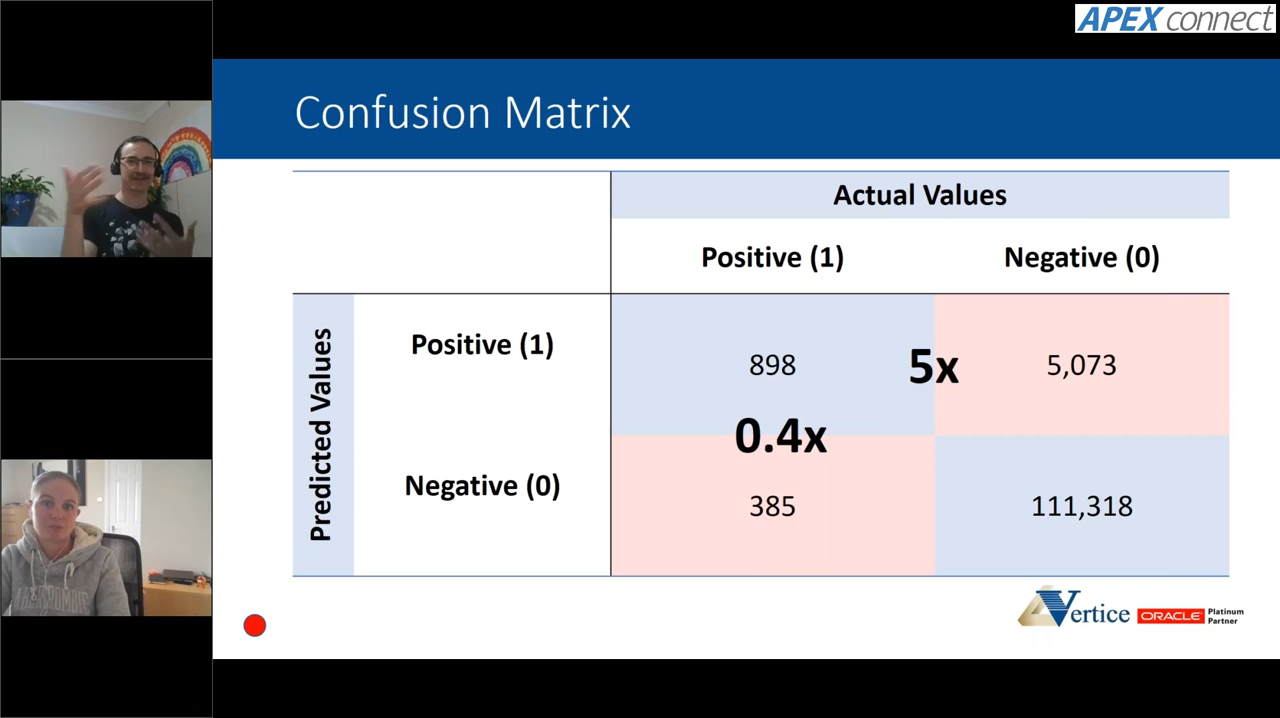 APEX connect
Confusion Matrix
Actual Values
Positive (1) Negative (0)
Predicted Values
Positive (1) 898 5x 5,073
0.4x
Negative (0) 385 111,318
Vertice ORACLE Platinum
Partner